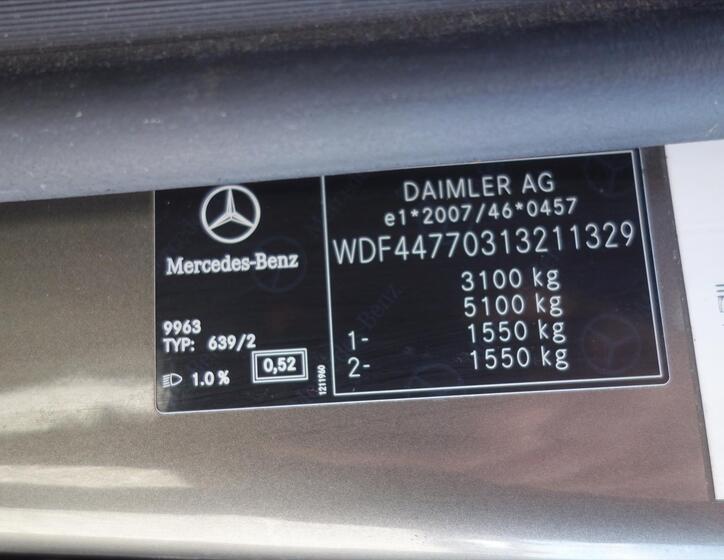 Mercedes-Benz
9963
TYP: 639/2
1.0 %
0,52
1211960
DAIMLER AG
e1*2007/46*0457
WDF44770313211329
3100 kg
5100 kg
1- 1550 kg
2- 1550 kg